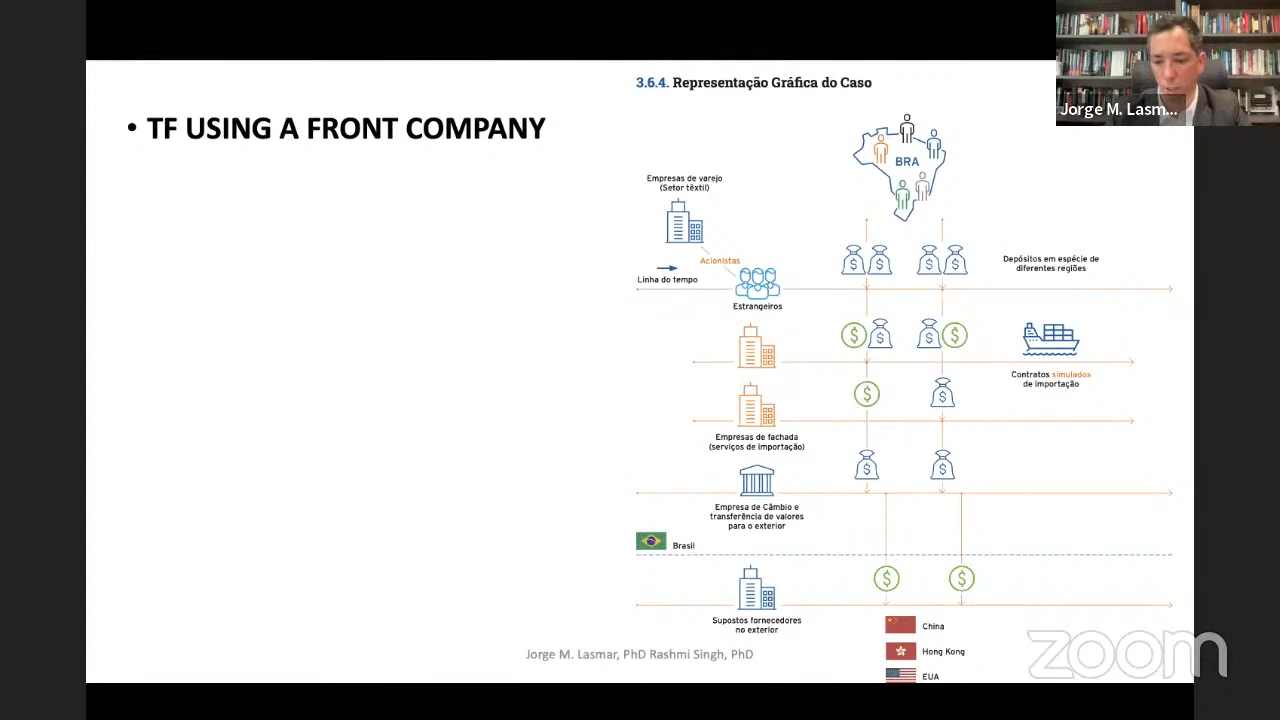 3.6.4. Representação Gráfica do Caso
Jorge M. Lasm...
• TF USING A FRONT COMPANY
BRA
Empresas de varejo
(Setor têxtil)
Acionistas
Linha do tempo
Estrangeiros
Depósitos em espécie de
diferentes regiões
$ $ $ $
$ $ $ $
Contratos simulados
de importação
$ $
Empresas de fachada
(serviços de importação)
$ $
Empresa de Câmbio e
transferência de valores
para o exterior
Brasil
$ $
Supostos fornecedores
no exterior
China
Hong Kong
EUA
Jorge M. Lasmar, PhD Rashmi Singh, PhD
zoom